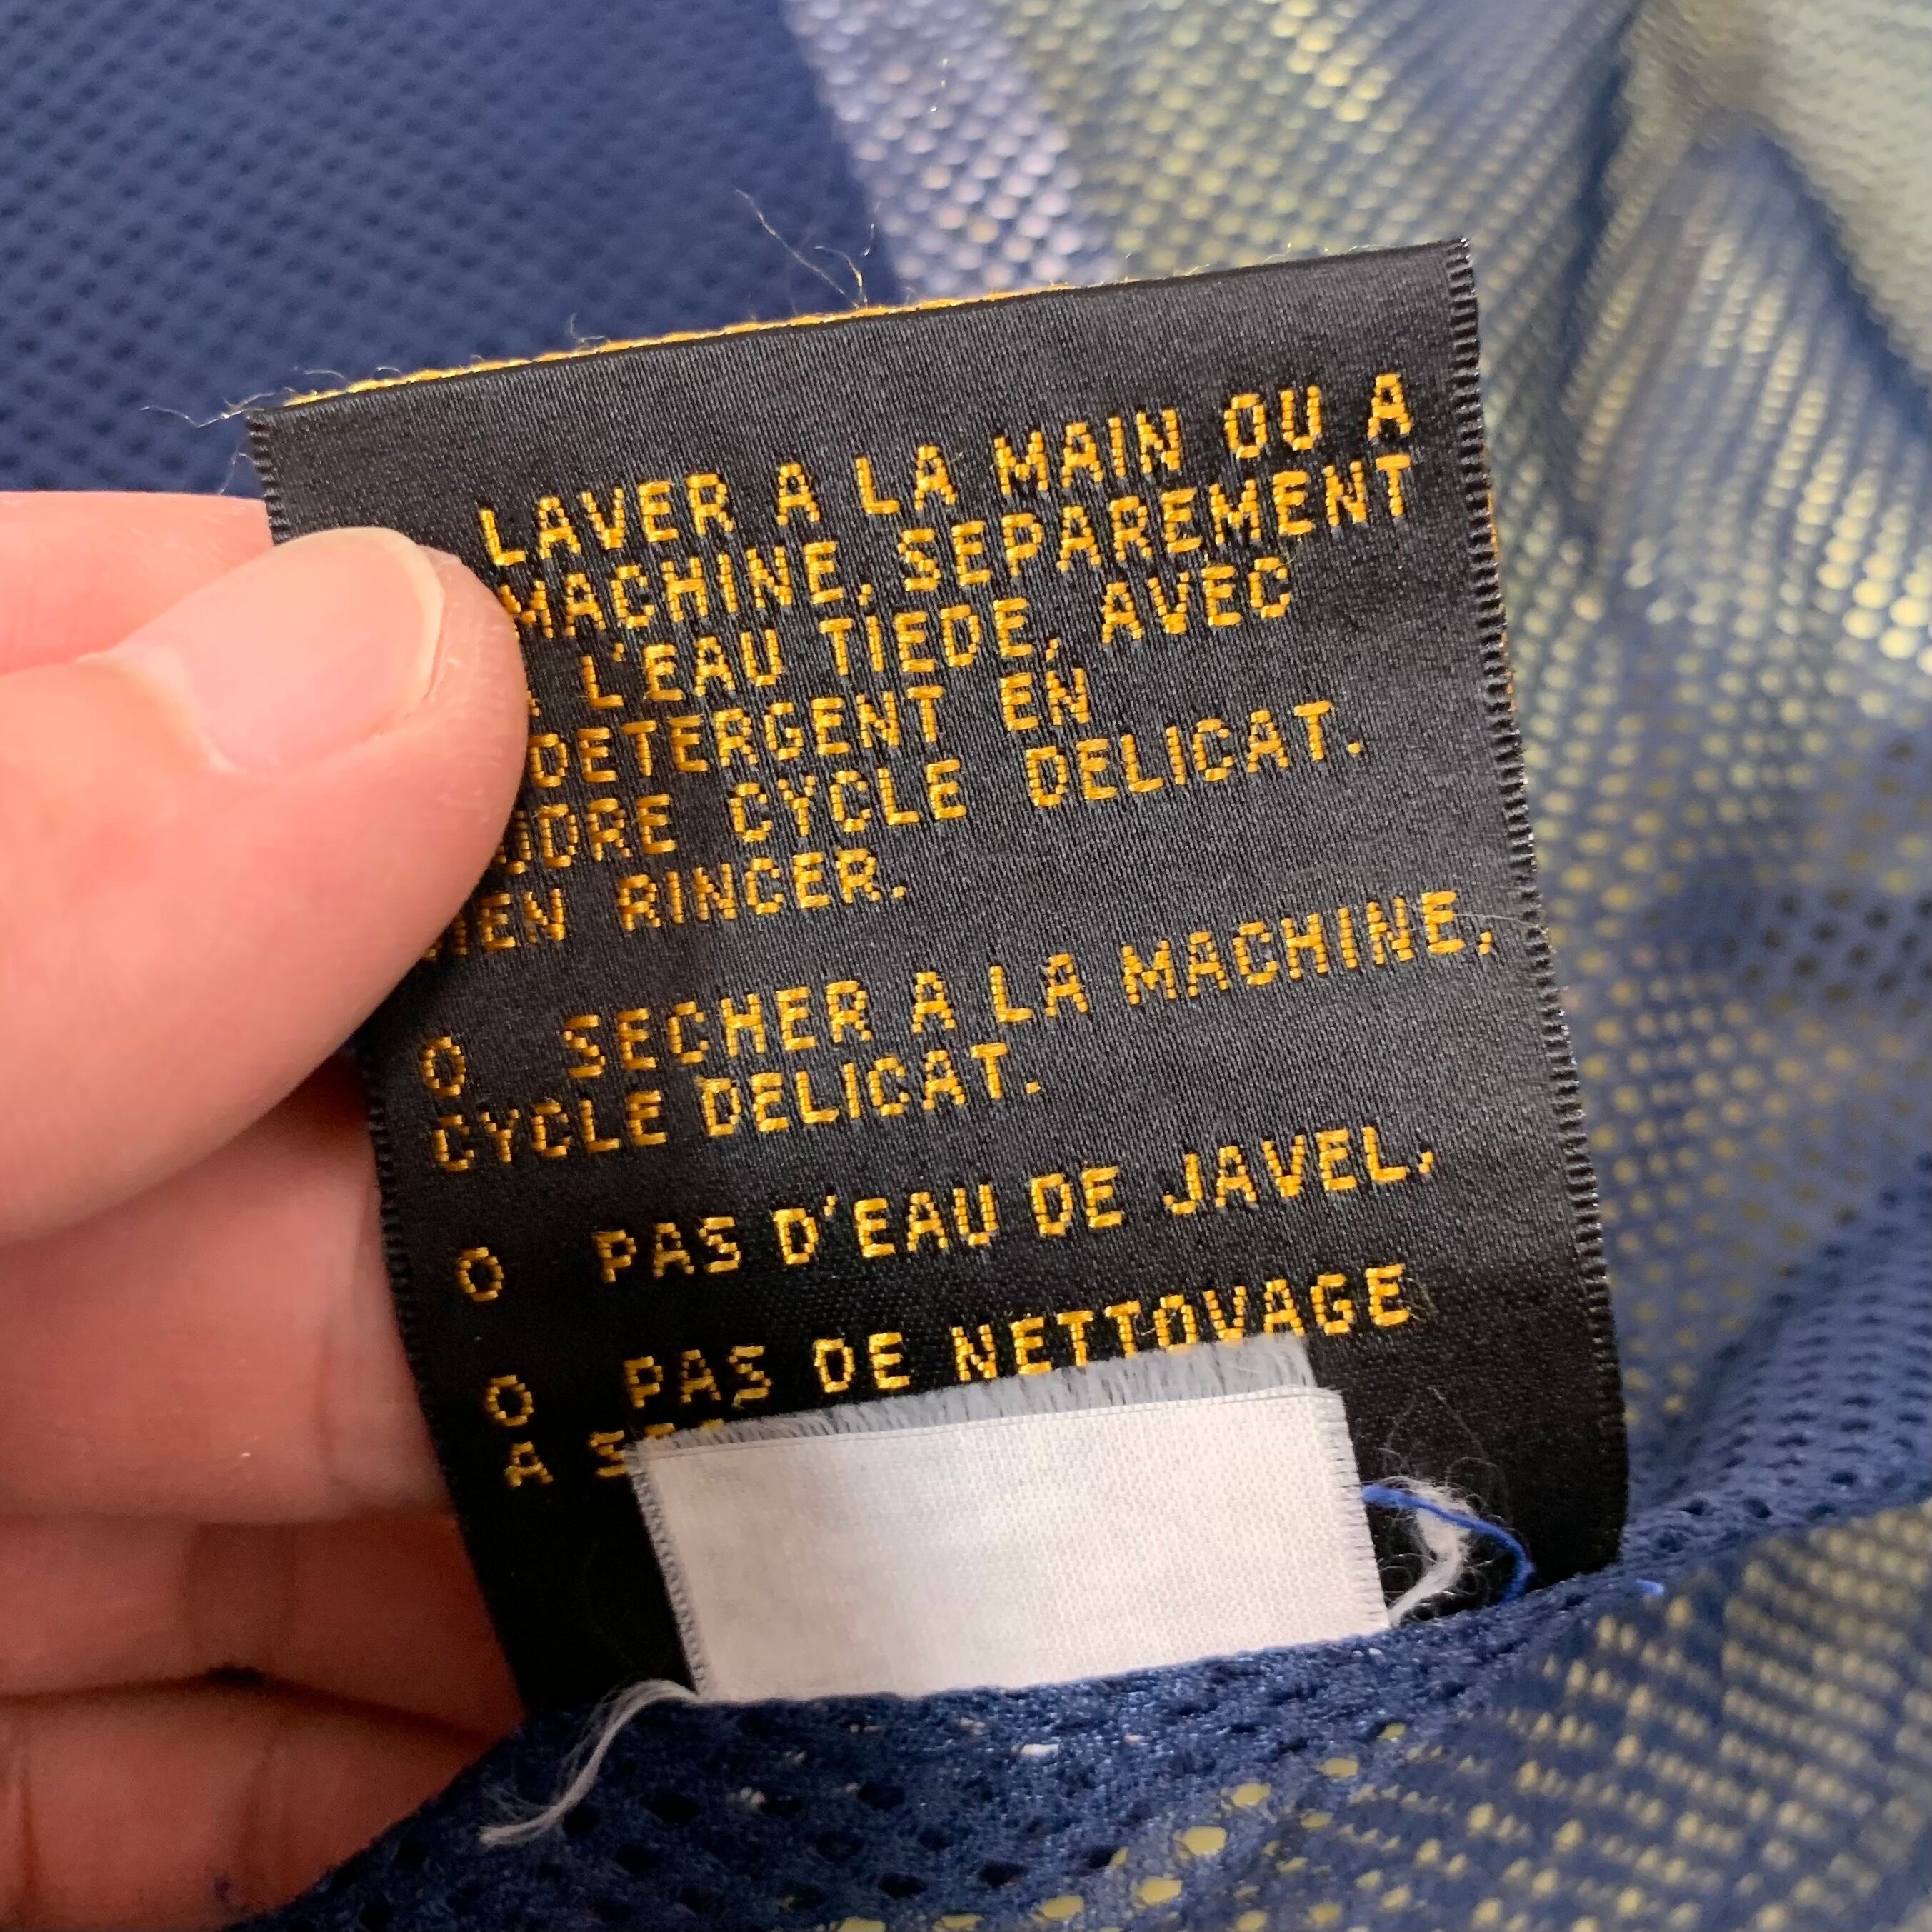 LAVER A LA MAIN OU A
MACHINE, SEPAREMENT
L'EAU TIEDE, AVEC
DETERGENT EN
CYCLE DELICAT.
RINCER.
O SECHER A LA MACHINE,
CYCLE DELICAT.
O PAS D'EAU DE JAVEL,
O PAS DE NETTOYAGE
A